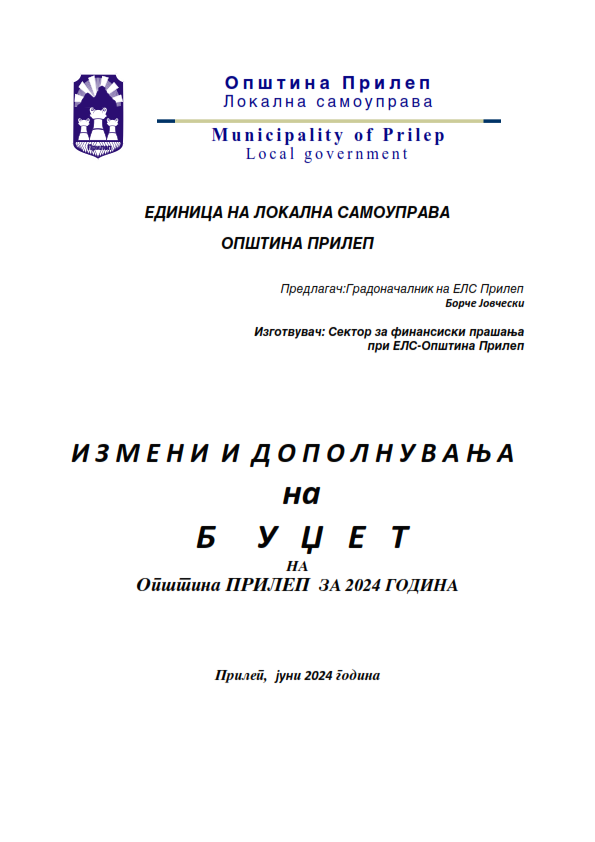 Општина Прилеп
Локална самоуправа
Municipality of Prilep
Local government
Прилеп
ЕДИНИЦА НА ЛОКАЛНА САМОУПРАВА
ОПШТИНА ПРИЛЕП
Предлагач:Градоначалник на ЕЛС Прилеп
Борче Јовчески
Изготвувач: Сектор за финансиски прашања
при ЕЛС-Општина Прилеп
И З М Е Н И И Д О П О Л Н У В А Њ А
на
Б У Џ Е Т
НА
Општина ПРИЛЕП ЗА 2024 ГОДИНА
Прилеп, јуни 2024 година